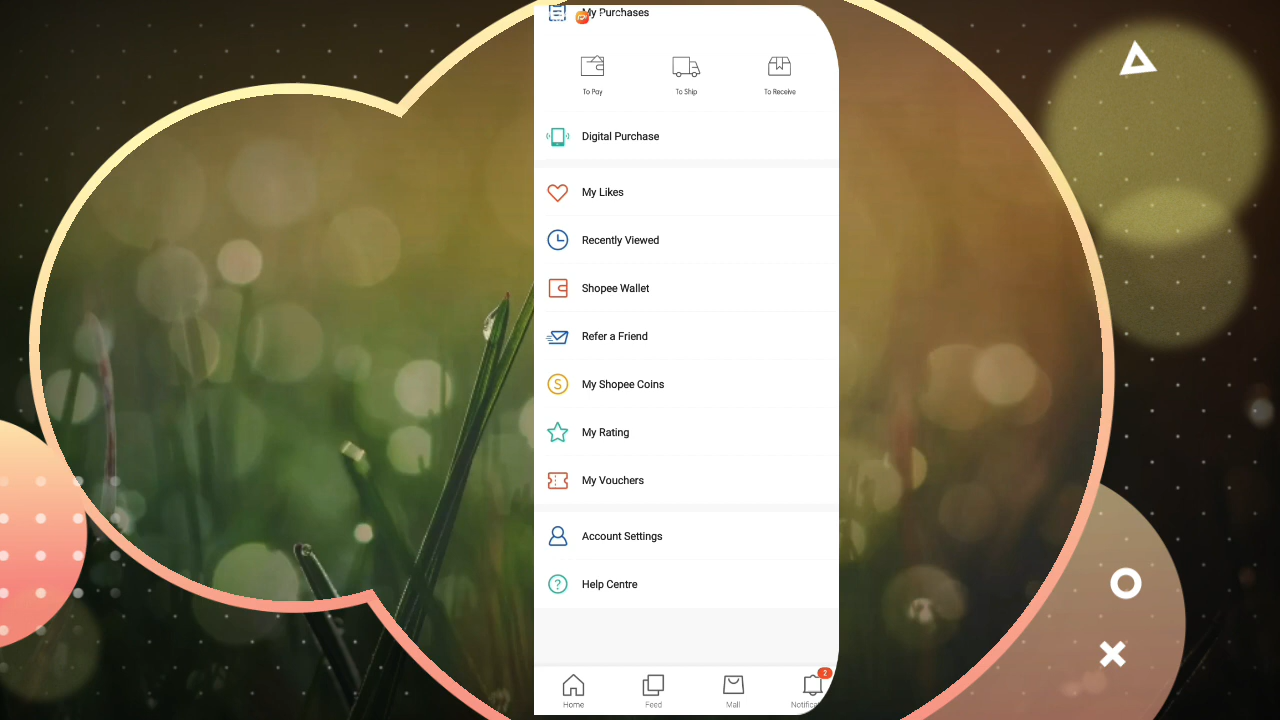 My Purchases
To Pay
To Ship
To Receive
Digital Purchase
My Likes
Recently Viewed
Shopee Wallet
Refer a Friend
My Shopee Coins
My Rating
My Vouchers
Account Settings
Help Centre
2
Home
Feed
Mall